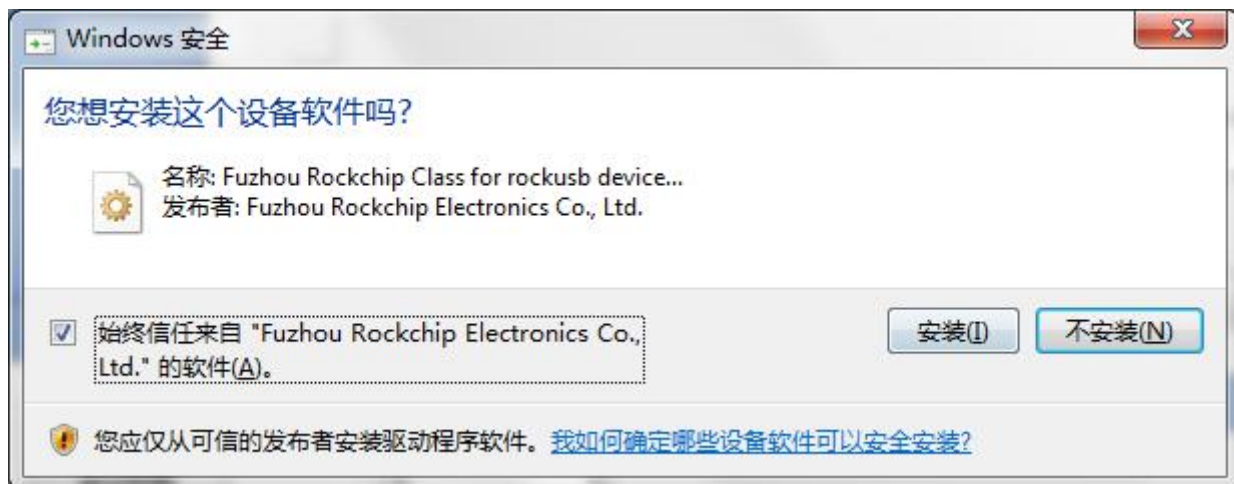 Windows 安全
您想安装这个设备软件吗?
名称: Fuzhou Rockchip Class for rockusb device...
发布者: Fuzhou Rockchip Electronics Co., Ltd.
始终信任来自 "Fuzhou Rockchip Electronics Co.,
Ltd." 的软件(A)。
安装(I)
不安装(N)
您应仅从可信的发布者安装驱动程序软件。我如何确定哪些设备软件可以安全安装?